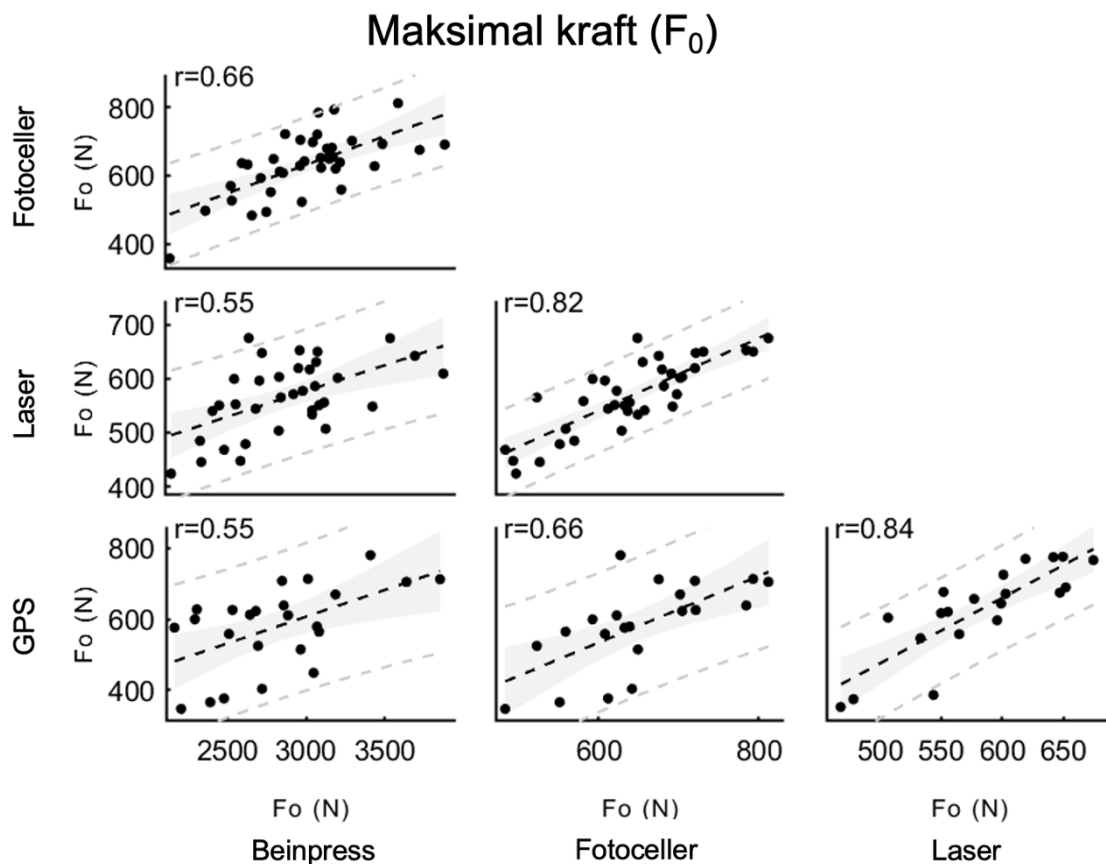 Maksimal kraft (F₀)
Fotoceller
Fo (N)
r=0.66
800
600
400
Laser
r=0.55
700
600
500
400
r=0.82
GPS
Fo (N)
r=0.55
800
600
400
r=0.66
r=0.84
2500 3000 3500
600 800
500 550 600 650
Fo (N) Fo (N) Fo (N)
Beinpress Fotoceller Laser